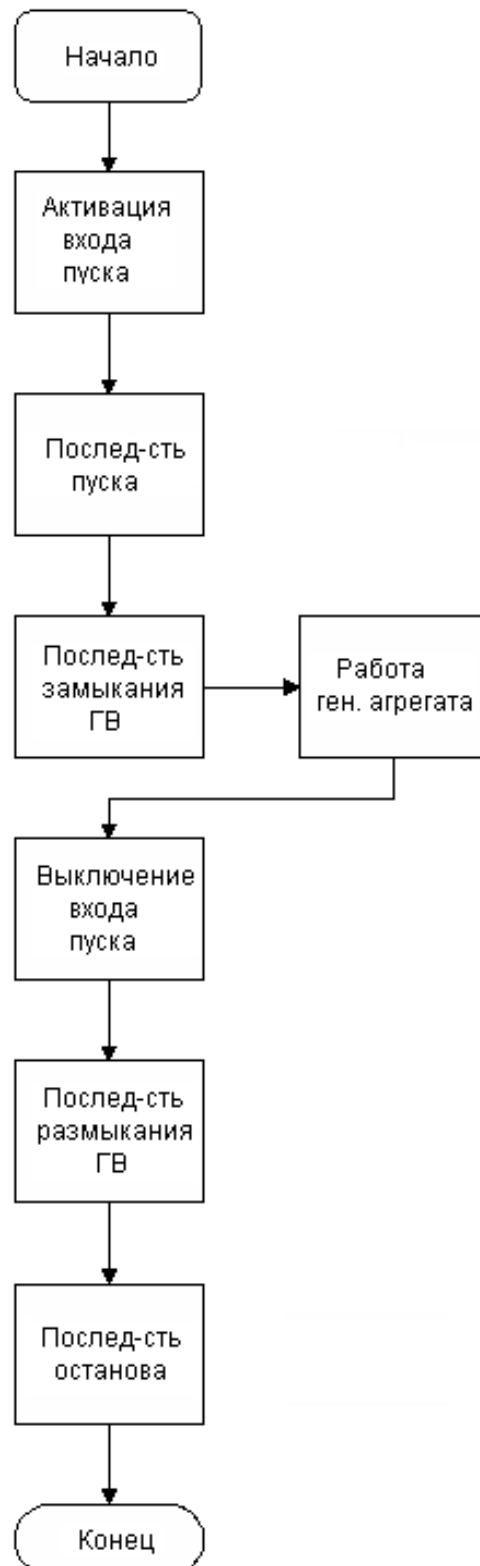 Начало
Активация
входа
пуска
Послед-сть
пуска
Послед-сть
замыкания
ГВ
Работа
ген. агрегата
Выключение
входа
пуска
Послед-сть
размыкания
ГВ
Послед-сть
останова
Конец